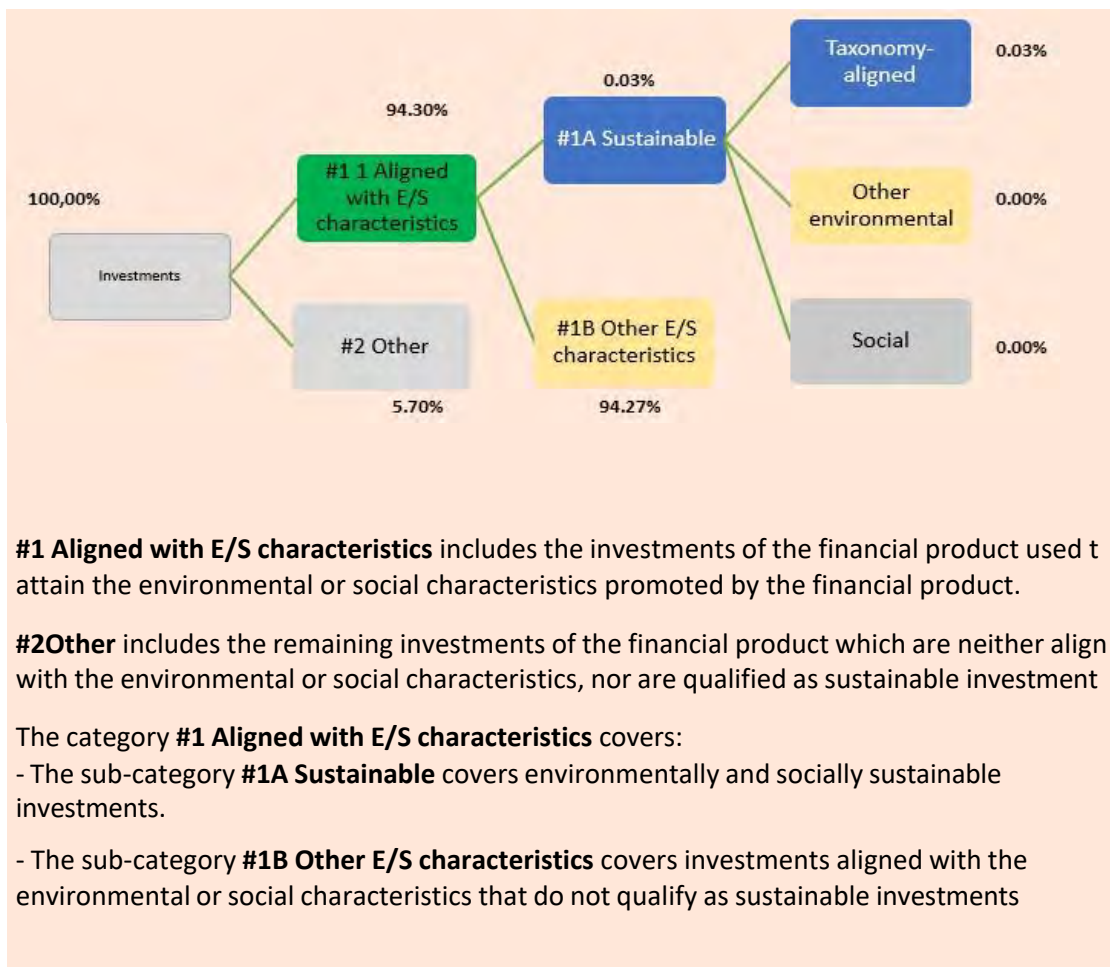 Taxonomy-
aligned
0.03%
0.03%
94.30%
#1A Sustainable
#1 1 Aligned
with E/S
characteristics
100,00%
Other
environmental
0.00%
Investments
#2 Other
#1B Other E/S
characteristics
Social
0.00%
5.70%
94.27%
#1 Aligned with E/S characteristics includes the investments of the financial product used t
attain the environmental or social characteristics promoted by the financial product.
#2Other includes the remaining investments of the financial product which are neither align
with the environmental or social characteristics, nor are qualified as sustainable investment
The category #1 Aligned with E/S characteristics covers:
- The sub-category #1A Sustainable covers environmentally and socially sustainable
investments.
- The sub-category #1B Other E/S characteristics covers investments aligned with the
environmental or social characteristics that do not qualify as sustainable investments